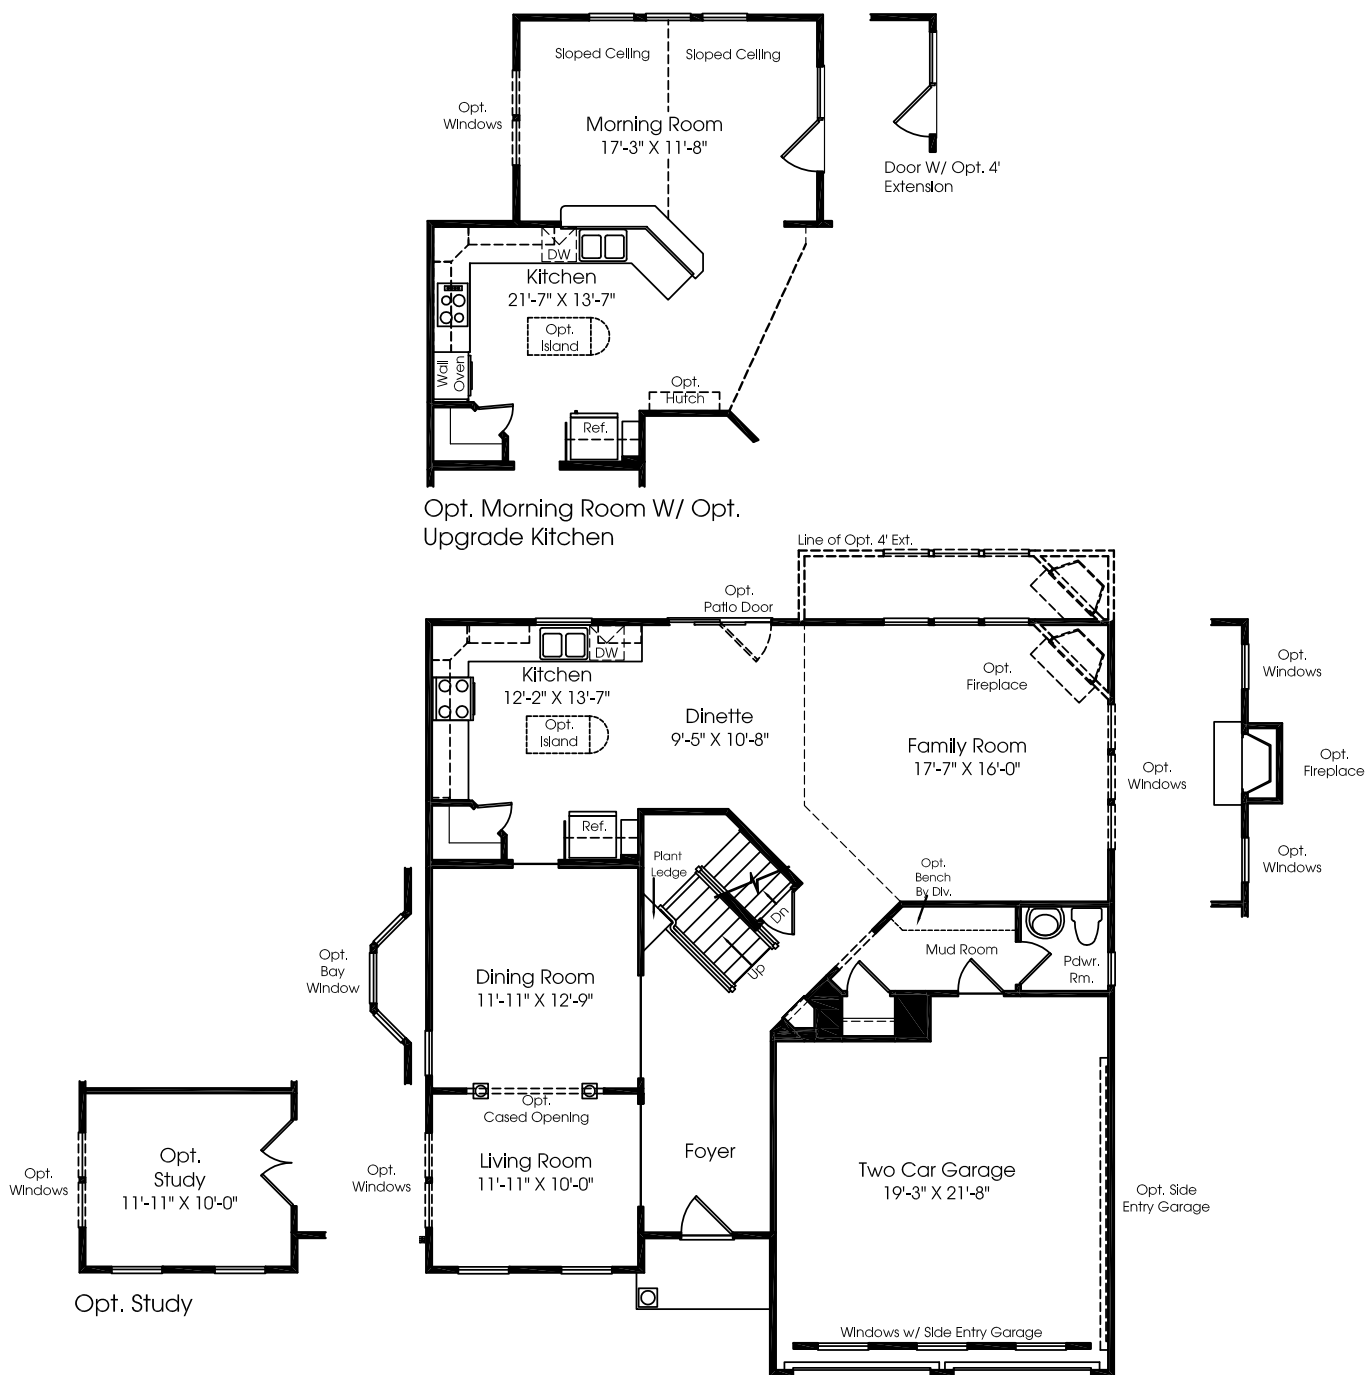 Sloped Ceiling
Sloped Ceiling
Opt.
Windows
Morning Room
17'-3" X 11'-8"
Door W/ Opt. 4'
Extension
DW
Kitchen
21'-7" X 13'-7"
Opt.
Island
Wall
Oven
Opt.
Hutch
Ref.
Opt. Morning Room W/ Opt.
Upgrade Kitchen
Line of Opt. 4' Ext.
Opt.
Patio Door
DW
Kitchen
12'-2" X 13'-7"
Opt.
Island
Dinette
9'-5" X 10'-8"
Opt.
Fireplace
Family Room
17'-7" X 16'-0"
Opt.
Windows
Opt.
Windows
Opt.
Fireplace
Opt.
Windows
Ref.
Plant
Ledge
Opt.
Bench
By Div.
Dn
Up
Mud Room
Pdwr.
Rm.
Opt.
Bay
Window
Dining Room
11'-11" X 12'-9"
Opt.
Cased Opening
Living Room
11'-11" X 10'-0"
Opt.
Windows
Foyer
Two Car Garage
19'-3" X 21'-8"
Opt. Side
Entry Garage
Windows w/ Side Entry Garage
Opt.
Windows
Opt.
Study
11'-11" X 10'-0"
Opt. Study